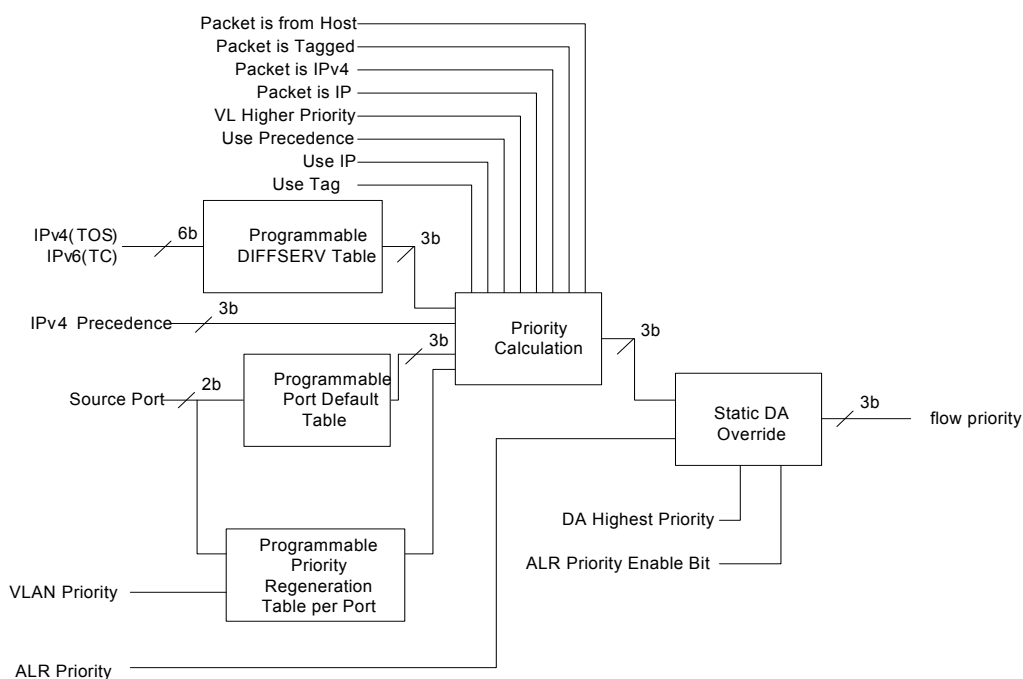 Packet is from Host
Packet is Tagged
Packet is IPv4
Packet is IP
VL Higher Priority
Use Precedence
Use IP
Use Tag
IPv4(TOS)
IPv6(TC)
6b
Programmable
DIFFSERV Table
3b
IPv4 Precedence
3b
Priority
Calculation
3b
3b
Source Port
2b
Programmable
Port Default
Table
Static DA
Override
3b
flow priority
DA Highest Priority
ALR Priority Enable Bit
Programmable
Priority
Regeneration
Table per Port
VLAN Priority
ALR Priority